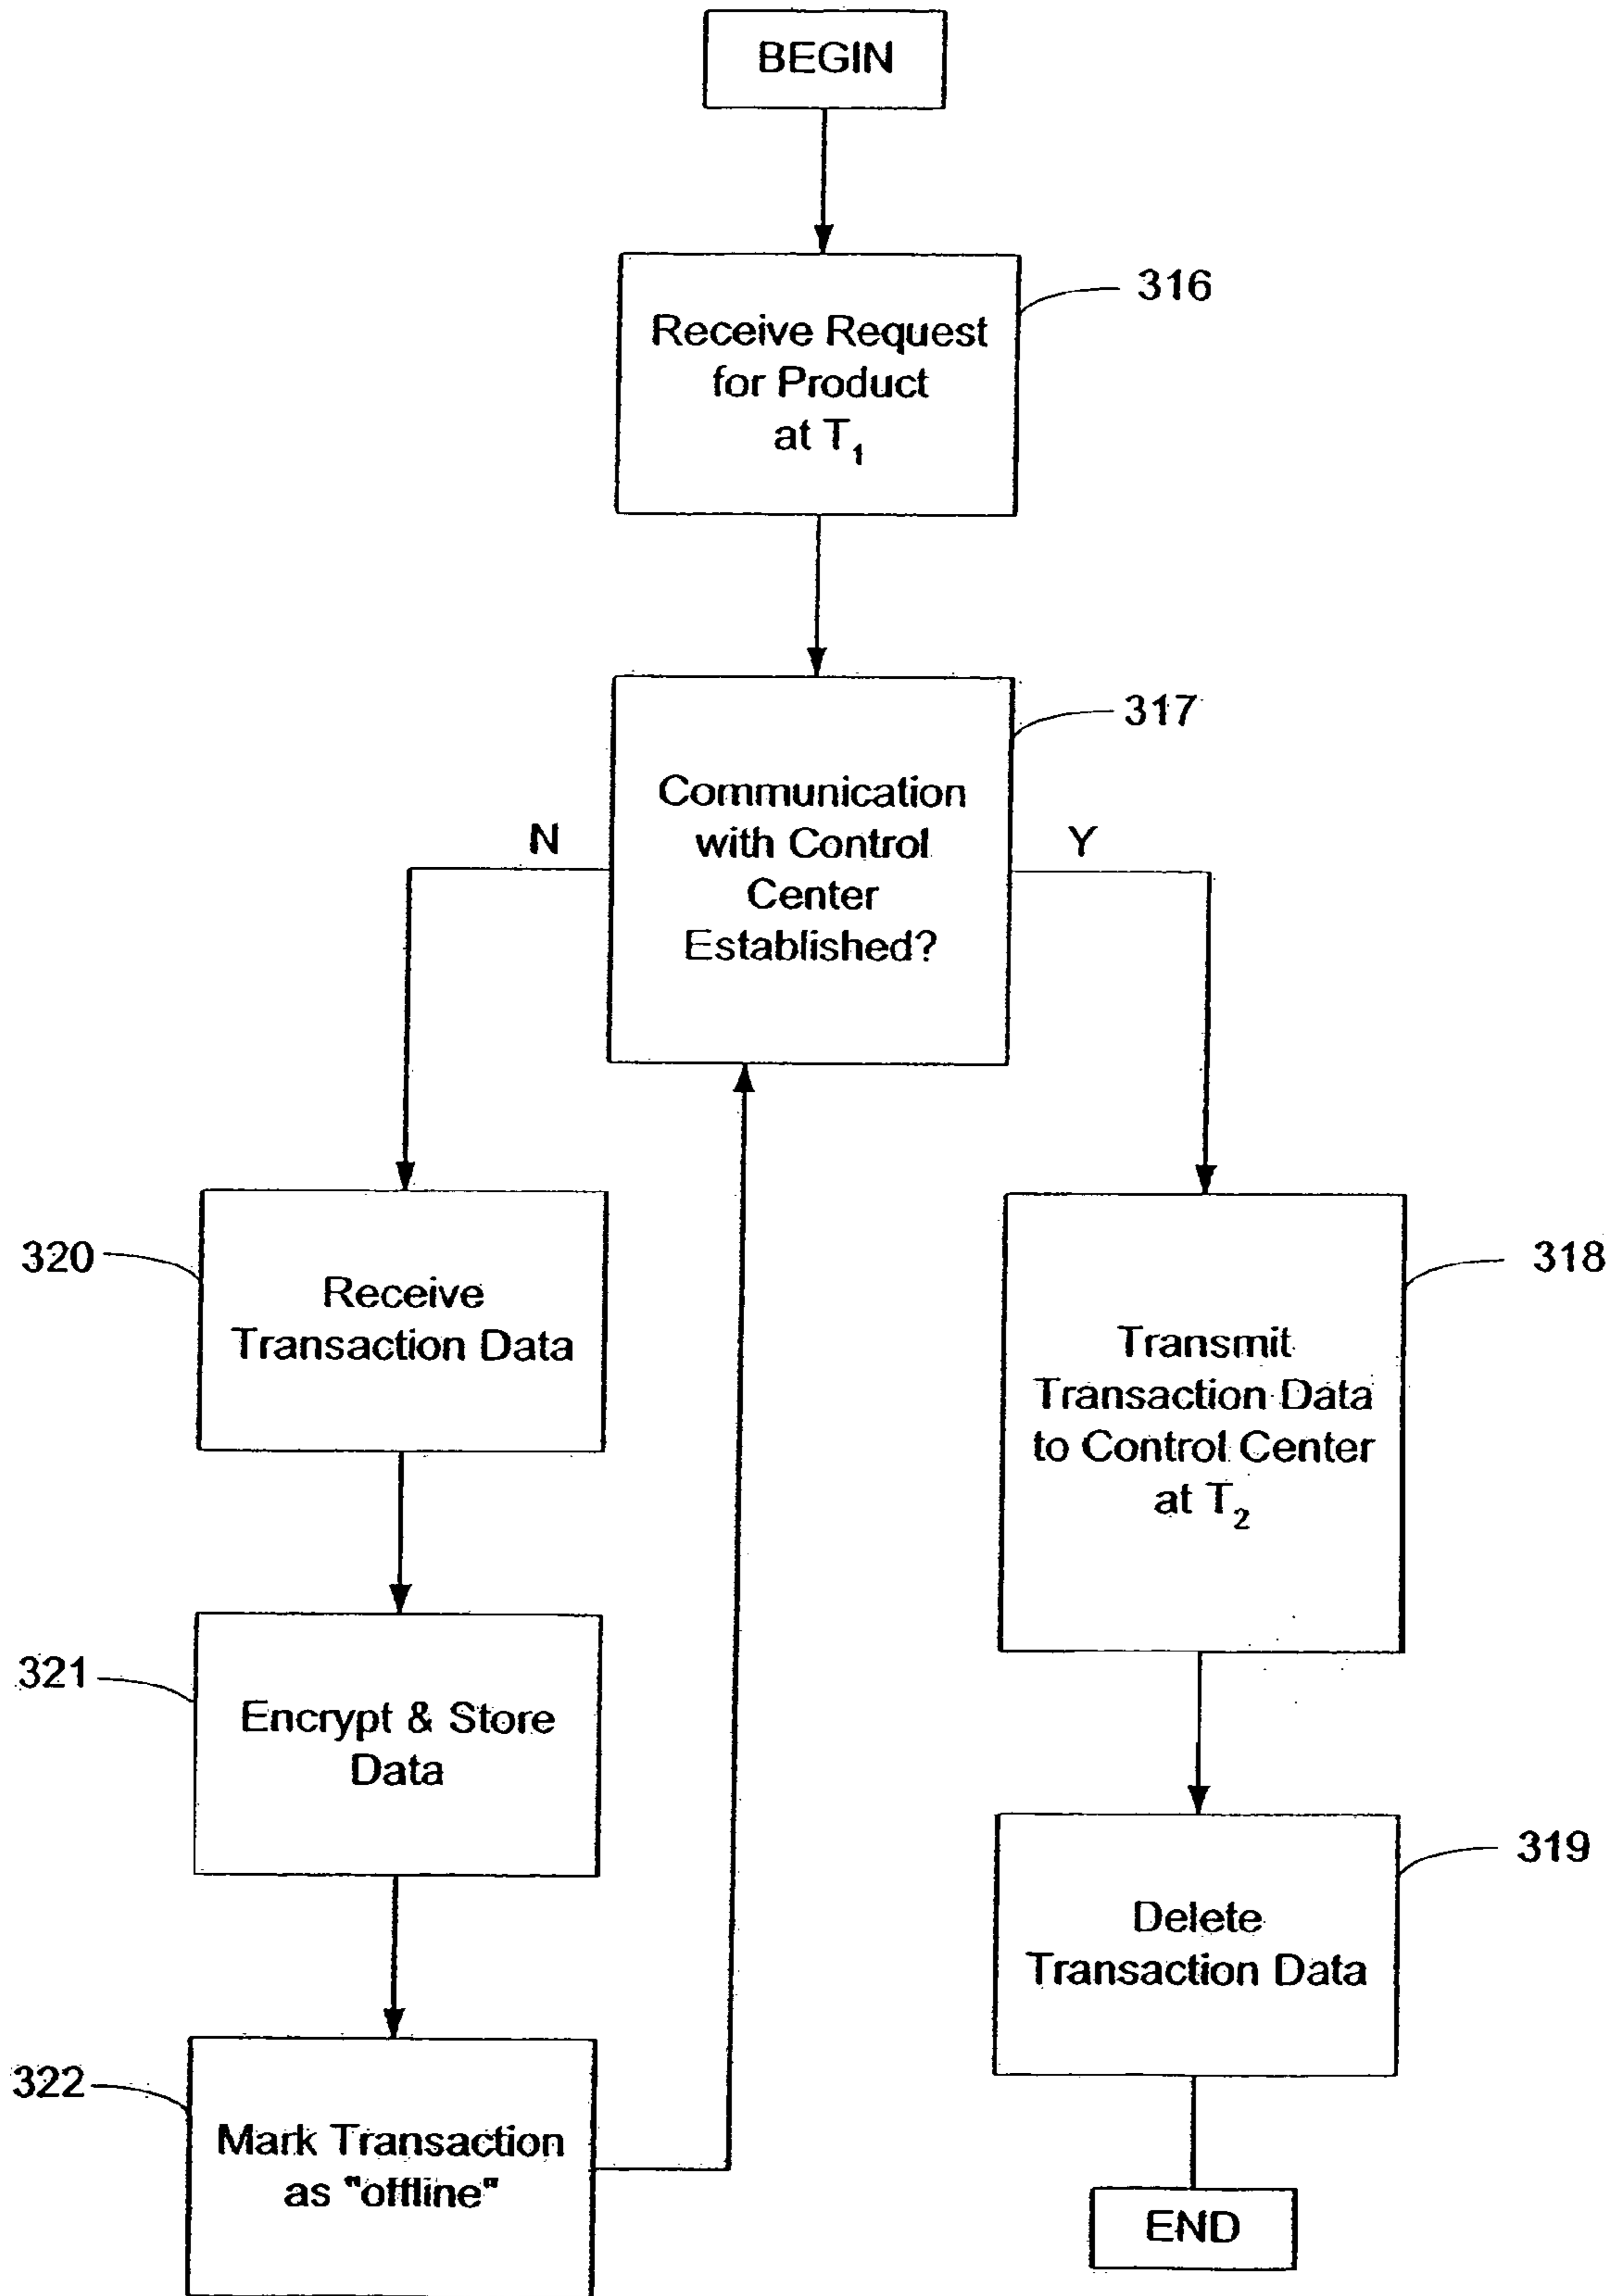 BEGIN
316
Receive Request
for Product
at T₁
317
Communication
with Control
Center
Established?
N
Y
320
Receive
Transaction Data
318
Transmit
Transaction Data
to Control Center
at T₂
321
Encrypt & Store
Data
319
Delete
Transaction Data
322
Mark Transaction
as "offline"
END